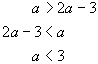 a > 2a − 3
2a − 3 < a
a < 3